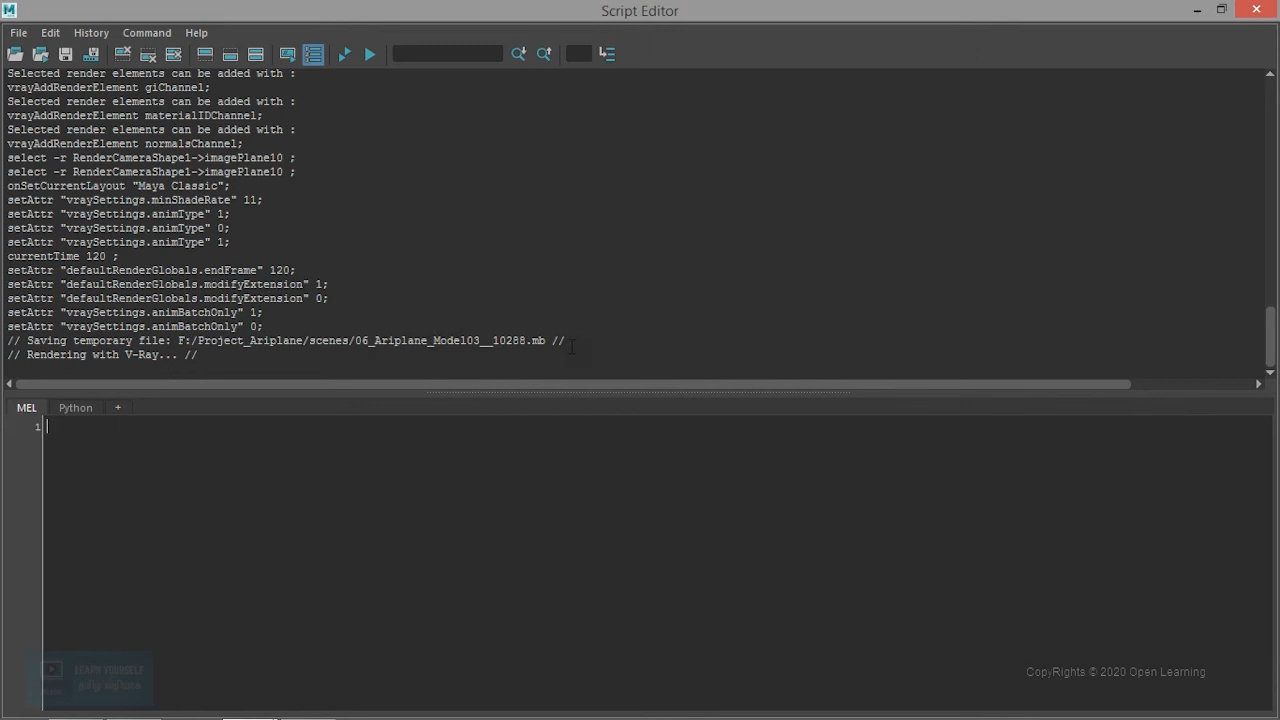 Script Editor
File Edit History Command Help
Selected render elements can be added with :
vrayAddRenderElement giChannel;
Selected render elements can be added with :
vrayAddRenderElement materialIDChannel;
Selected render elements can be added with :
vrayAddRenderElement normalsChannel;
select -r RenderCameraShape1->imagePlane10 ;
select -r RenderCameraShape1->imagePlane10 ;
onSetCurrentLayout "Maya Classic";
setAttr "vraySettings.minShadeRate" 11;
setAttr "vraySettings.animType" 1;
setAttr "vraySettings.animType" 0;
setAttr "vraySettings.animType" 1;
currentTime 120 ;
setAttr "defaultRenderGlobals.endFrame" 120;
setAttr "defaultRenderGlobals.modifyExtension" 1;
setAttr "defaultRenderGlobals.modifyExtension" 0;
setAttr "vraySettings.animBatchOnly" 1;
setAttr "vraySettings.animBatchOnly" 0;
// Saving temporary file: F:/Project_Ariplane/scenes/06_Ariplane_Model03__10288.mb //
// Rendering with V-Ray... //
MEL Python +
1
LEARN YOURSELF
CopyRights © 2020 Open Learning